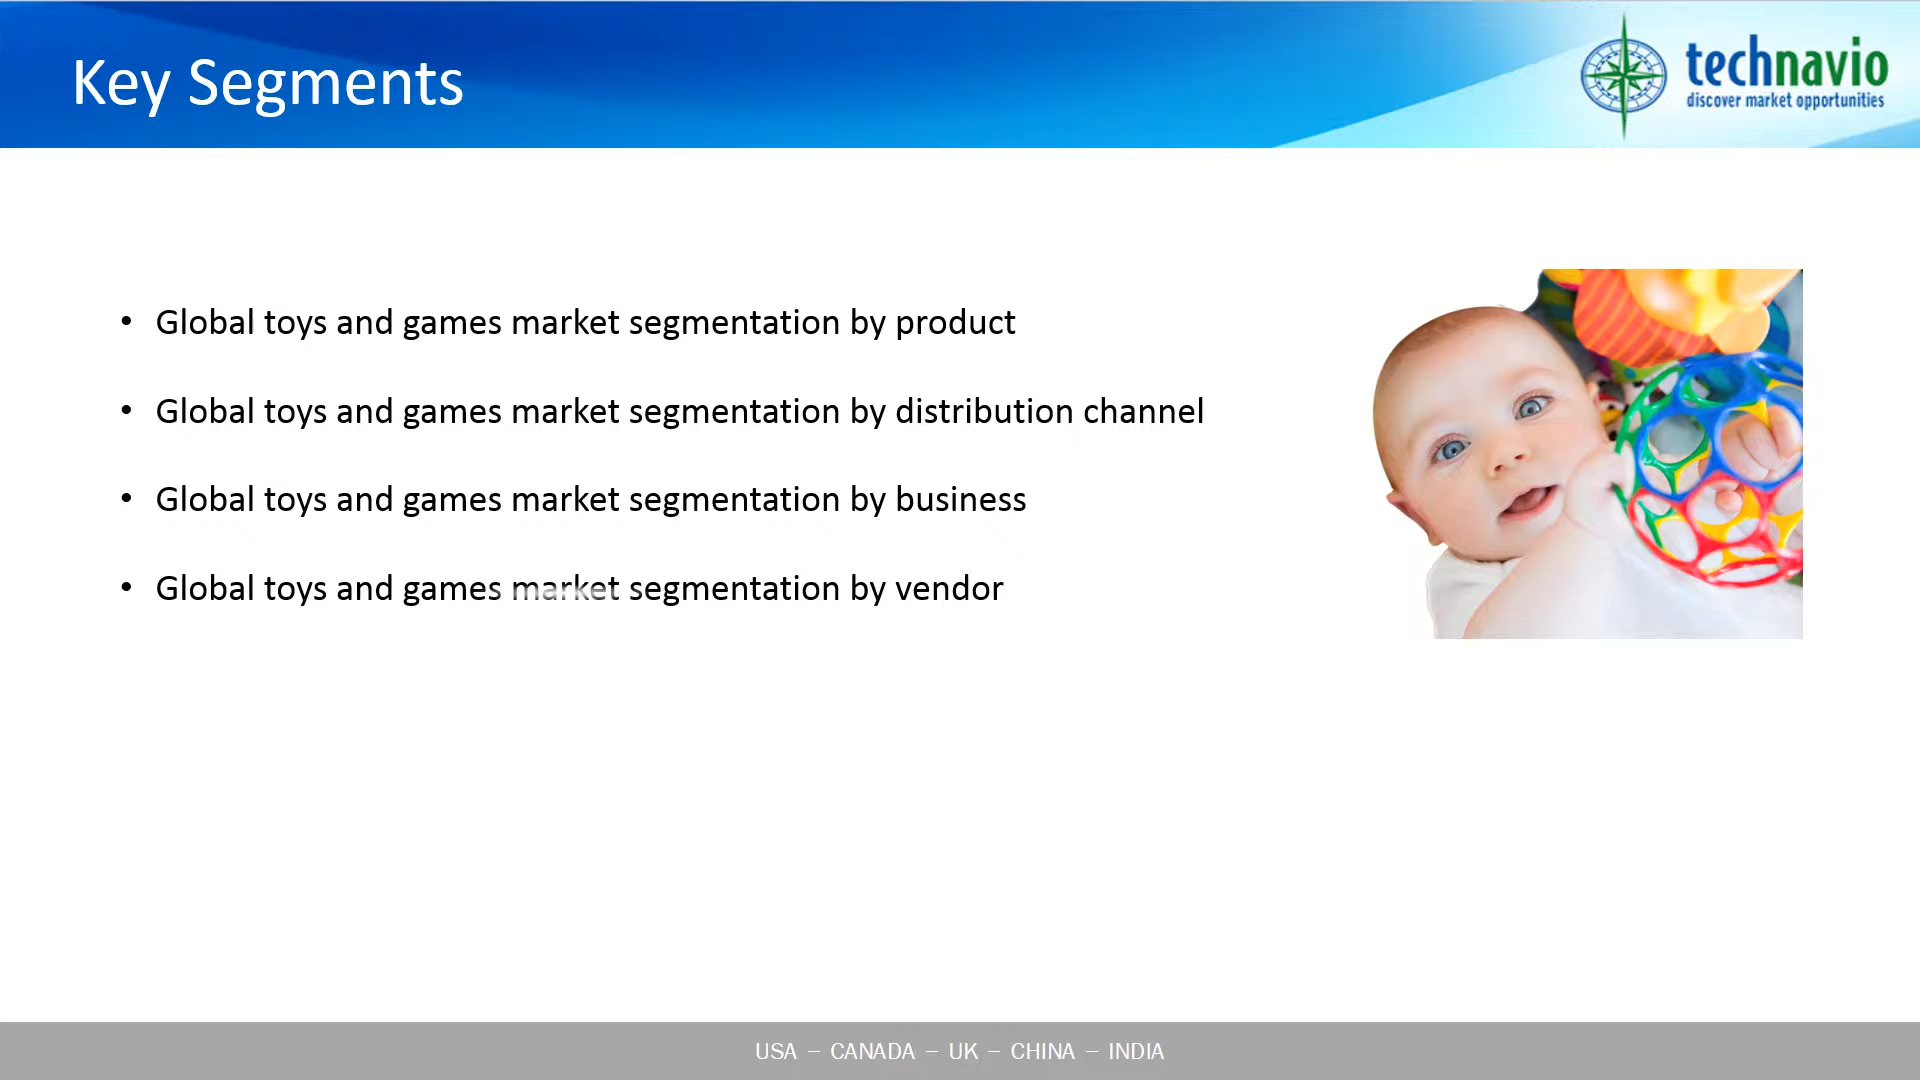 Key Segments
technavio
discover market opportunities
• Global toys and games market segmentation by product
• Global toys and games market segmentation by distribution channel
• Global toys and games market segmentation by business
• Global toys and games market segmentation by vendor
USA – CANADA – UK – CHINA – INDIA